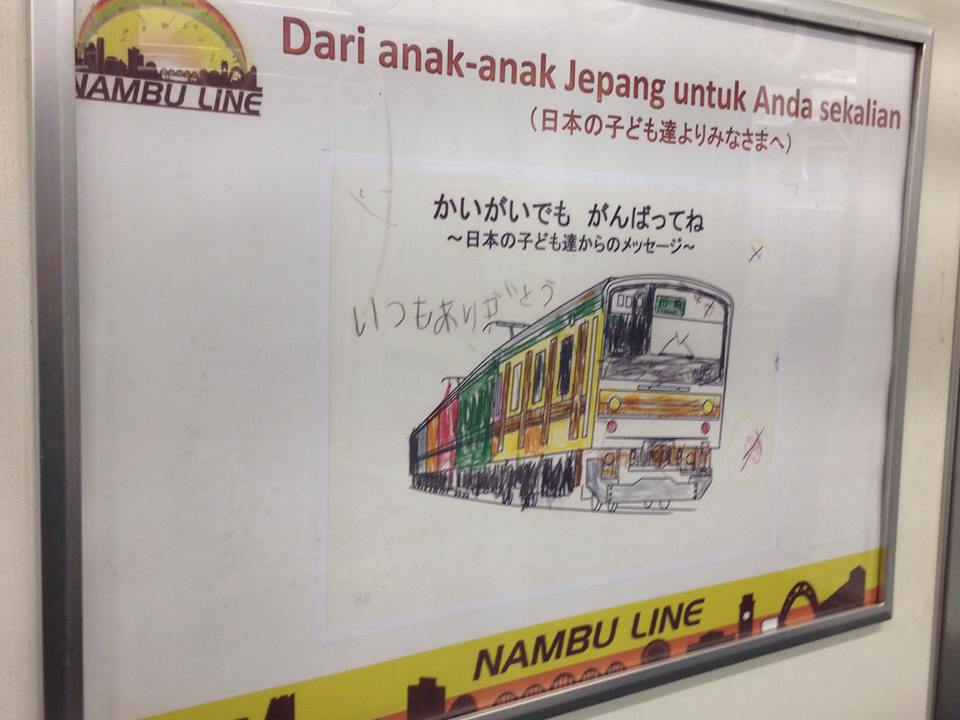 NAMBU LINE
Dari anak-anak Jepang untuk Anda sekalian
(日本の子ども達よりみなさまへ)
かいがいでも がんばってね
～日本の子ども達からのメッセージ～
いつもありがとう
NAMBU LINE